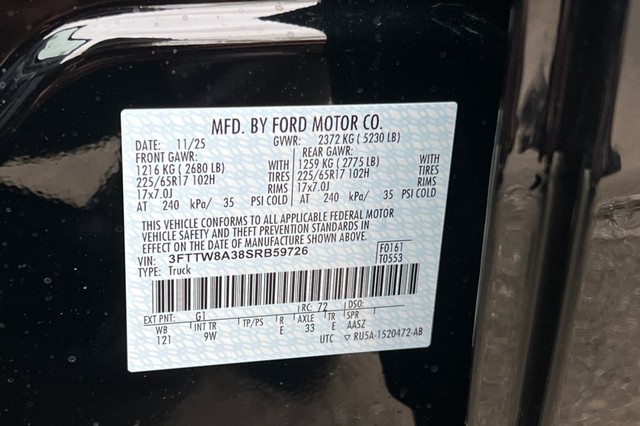 MFD. BY FORD MOTOR CO.
DATE: 11/25 GVWR: 2372 KG ( 5230 LB)
FRONT GAWR: REAR GAWR:
1216 KG ( 2680 LB) WITH 1259 KG ( 2775 LB) WITH
225/65R17 102H TIRES 225/65R17 102H TIRES
17x7.0J RIMS 17x7.0J RIMS
AT 240 kPa/ 35 PSI COLD AT 240 kPa/ 35 PSI COLD
THIS VEHICLE CONFORMS TO ALL APPLICABLE FEDERAL MOTOR
VEHICLE SAFETY AND THEFT PREVENTION STANDARDS IN
EFFECT ON THE DATE OF MANUFACTURE SHOWN ABOVE.
VIN: 3FTTW8A38SRB59726 F0161
TYPE: Truck T0553
EXT PNT: G1 RC: 72 DSO:
WB INT TR TP/PS R AXLE TR SPR
121 9W E 33 E AASZ
UTC ▽ RU5A-1520472-AB